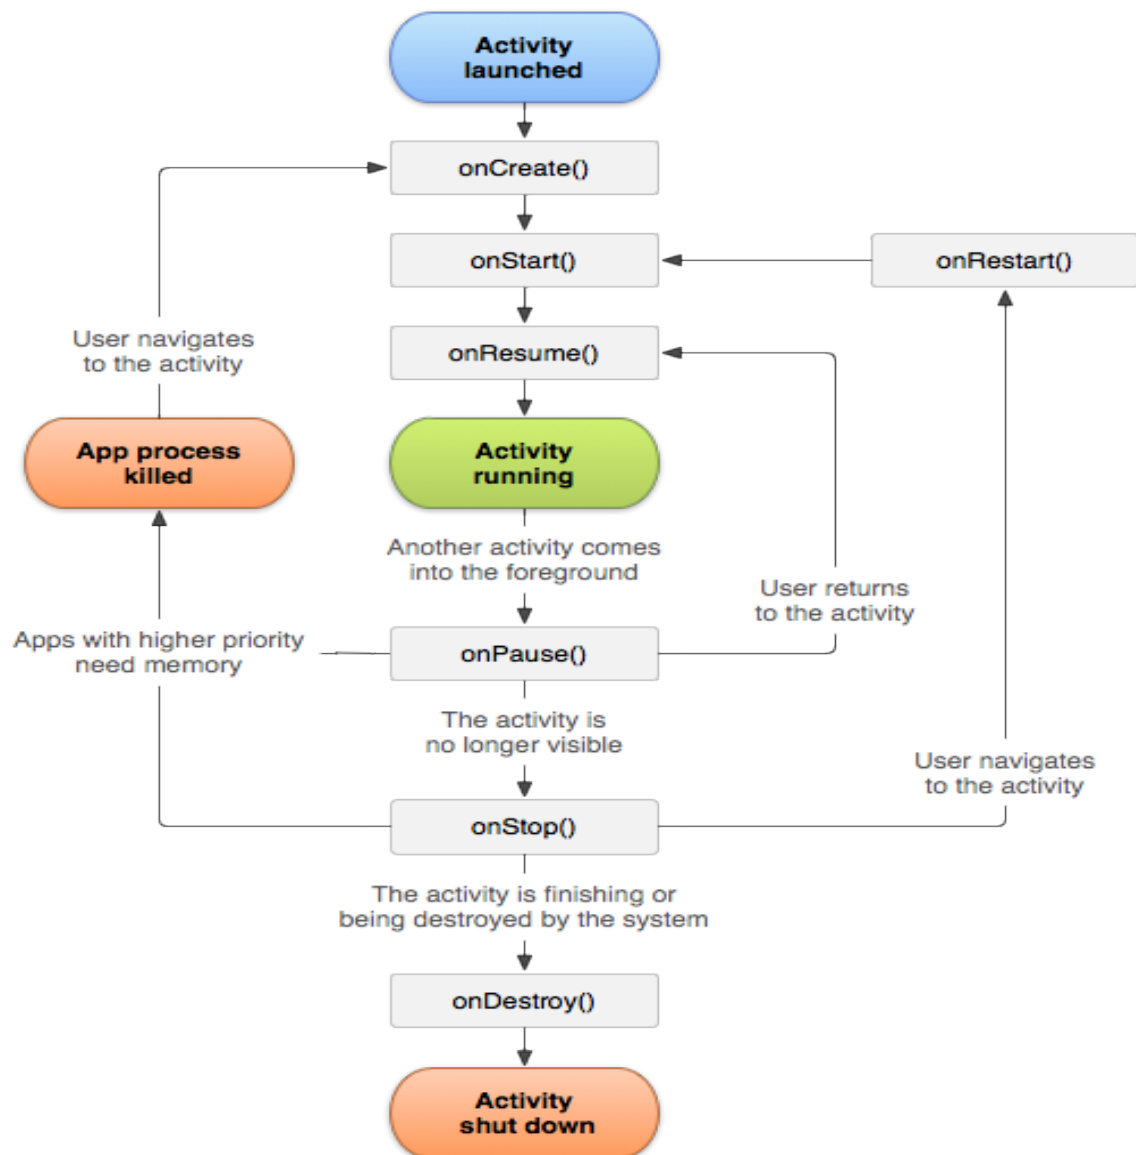 Activity
launched
onCreate()
onStart()
onRestart()
User navigates
to the activity
onResume()
App process
killed
Activity
running
Another activity comes
into the foreground
User returns
to the activity
Apps with higher priority
need memory
onPause()
The activity is
no longer visible
User navigates
to the activity
onStop()
The activity is finishing or
being destroyed by the system
onDestroy()
Activity
shut down